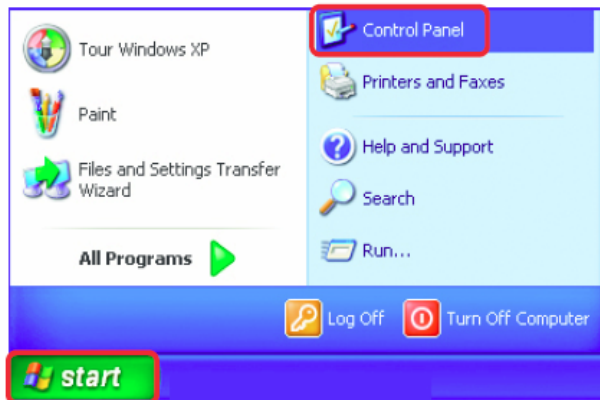 Tour Windows XP
Paint
Files and Settings Transfer
Wizard
All Programs
Control Panel
Printers and Faxes
Help and Support
Search
Run...
Log Off
Turn Off Computer
start